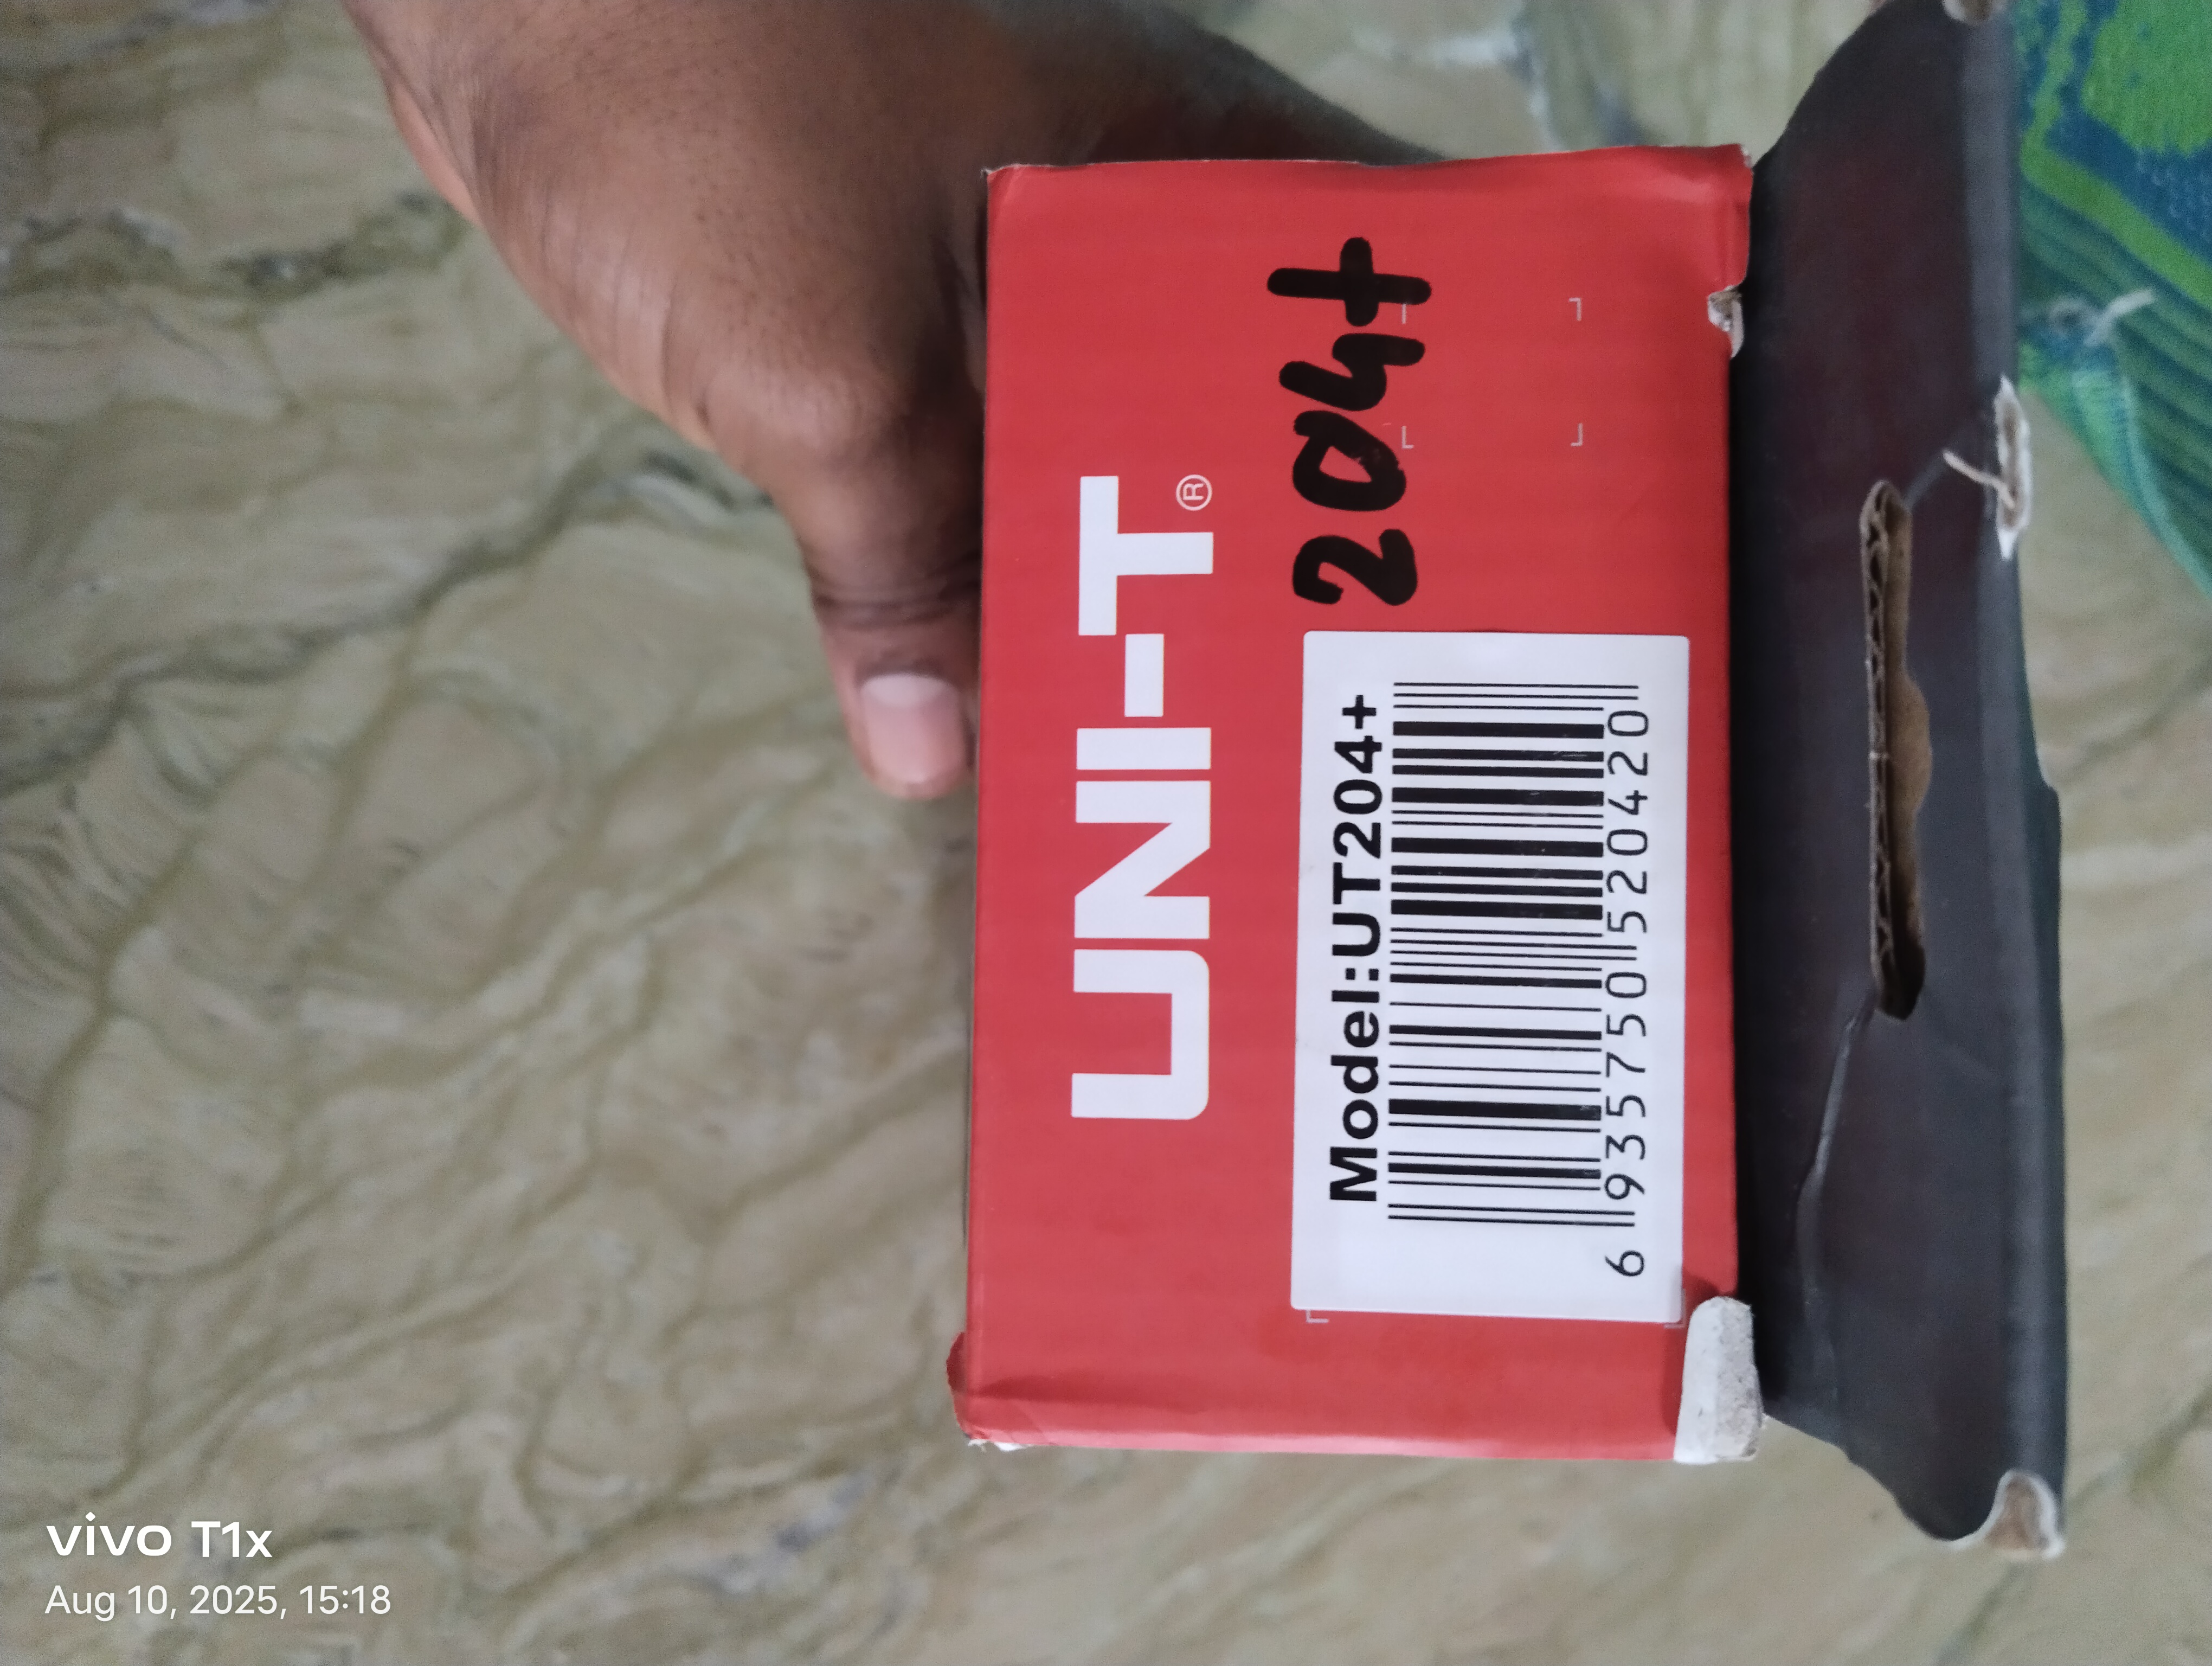 UNI-T®
204+
Model:UT204+
6 935750 520420
vivo T1x
Aug 10, 2025, 15:18